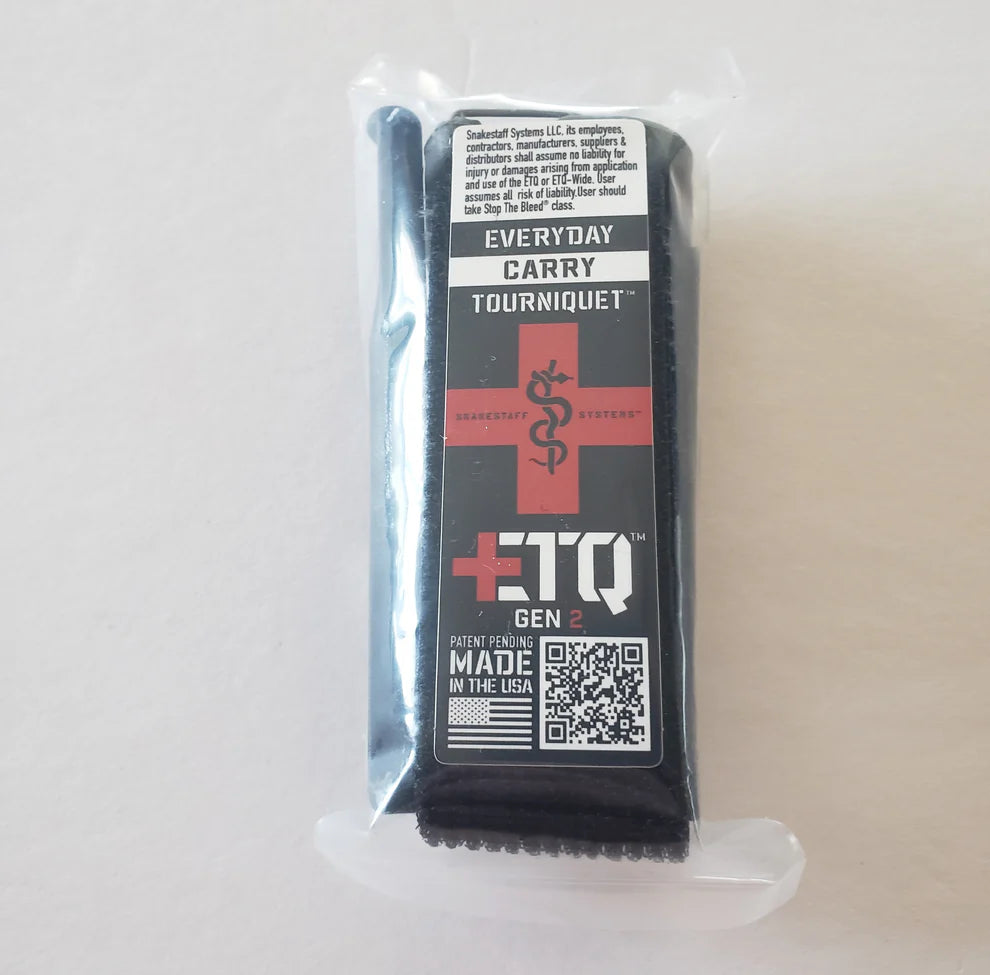 Snakestaff Systems LLC, its employees,
contractors, manufacturers, suppliers &
distributors shall assume no liability for
injury or damages arising from application
and use of the ETQ or ETQ-Wide. User
assumes all risk of liability.User should
take Stop The Bleed® class.
EVERYDAY
CARRY
TOURNIQUET™
SNAKESTAFF SYSTEMS™
ETQ™
GEN 2
PATENT PENDING
MADE
IN THE USA